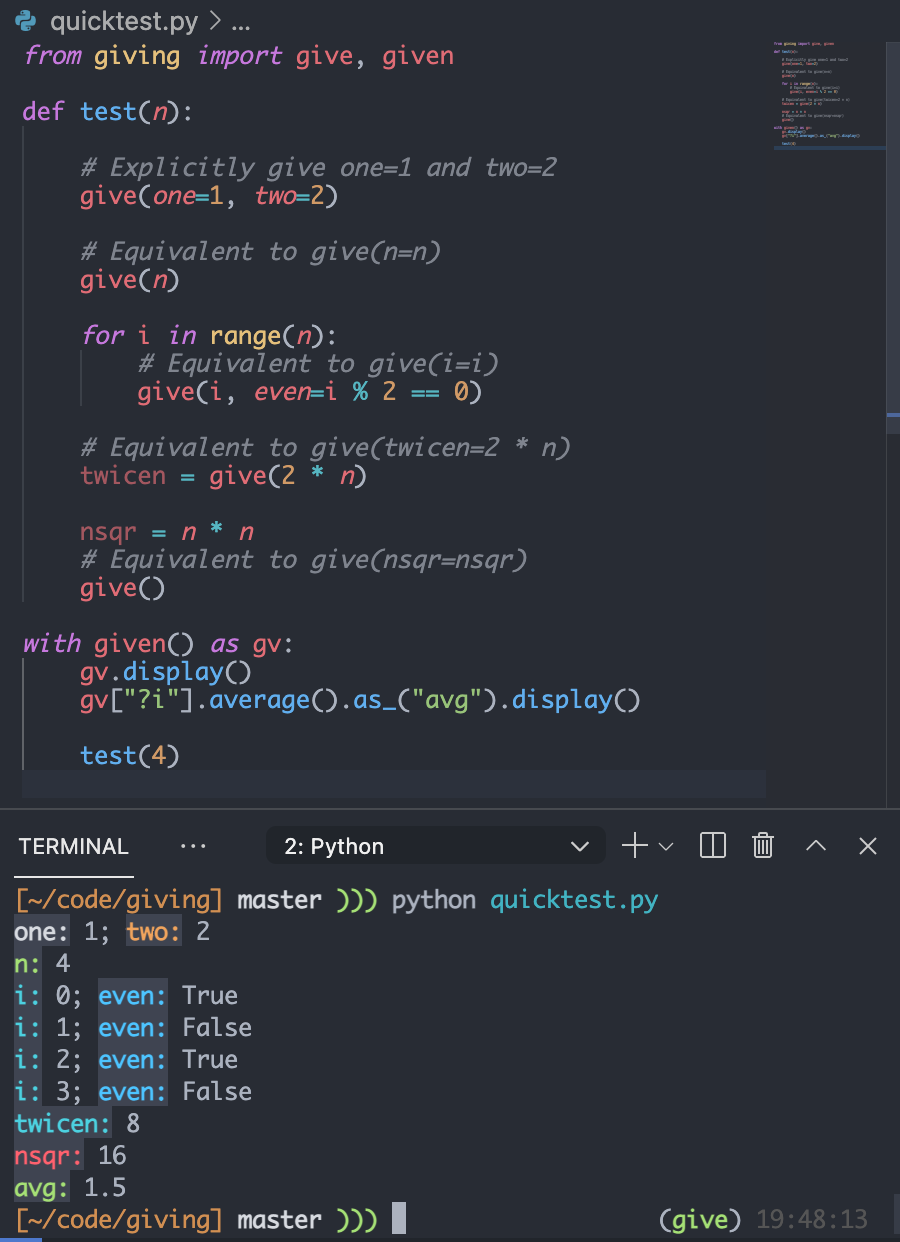 quicktest.py > ...
from giving import give, given
def test(n):
# Explicitly give one=1 and two=2
give(one=1, two=2)
# Equivalent to give(n=n)
give(n)
for i in range(n):
# Equivalent to give(i=i)
give(i, even=i % 2 == 0)
# Equivalent to give(twicen=2 * n)
twicen = give(2 * n)
nsqr = n * n
# Equivalent to give(nsqr=nsqr)
give()
with given() as gv:
gv.display()
gv["?i"].average().as_("avg").display()
test(4)
TERMINAL ··· 2: Python
[~/code/giving] master ))) python quicktest.py
one: 1; two: 2
n: 4
i: 0; even: True
i: 1; even: False
i: 2; even: True
i: 3; even: False
twicen: 8
nsqr: 16
avg: 1.5
[~/code/giving] master ))) (give) 19:48:13